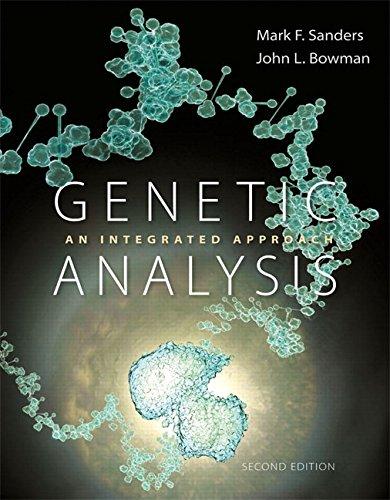 Mark F. Sanders
John L. Bowman
GENETIC
AN INTEGRATED APPROACH
ANALYSIS
SECOND EDITION